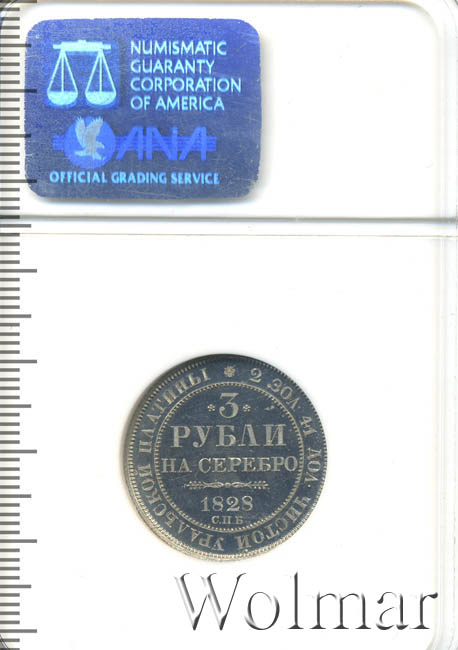 NUMISMATIC
GUARANTY
CORPORATION
OF AMERICA
ANA
OFFICIAL GRADING SERVICE
* 2 ЗОЛ. 41 ДОЛ. ЧИСТОЙ УРАЛЬСКОЙ ПЛАТИНЫ
* 3 *
РУБЛИ
НА СЕРЕБРО
1828
С.П.Б
Wolmar